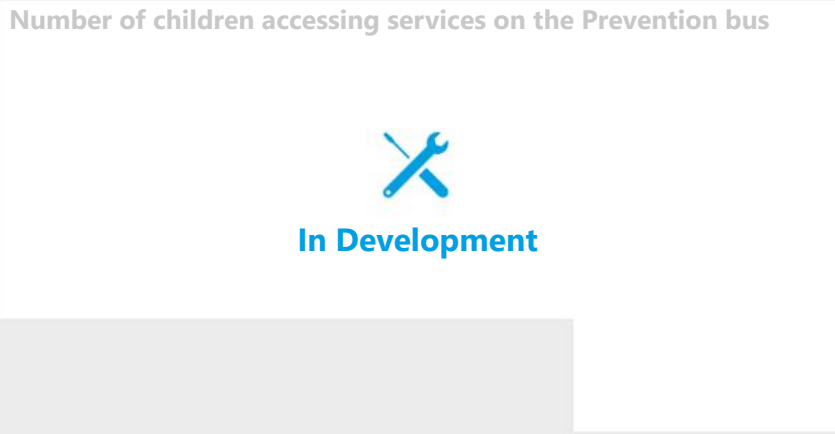 Number of children accessing services on the Prevention bus
In Development